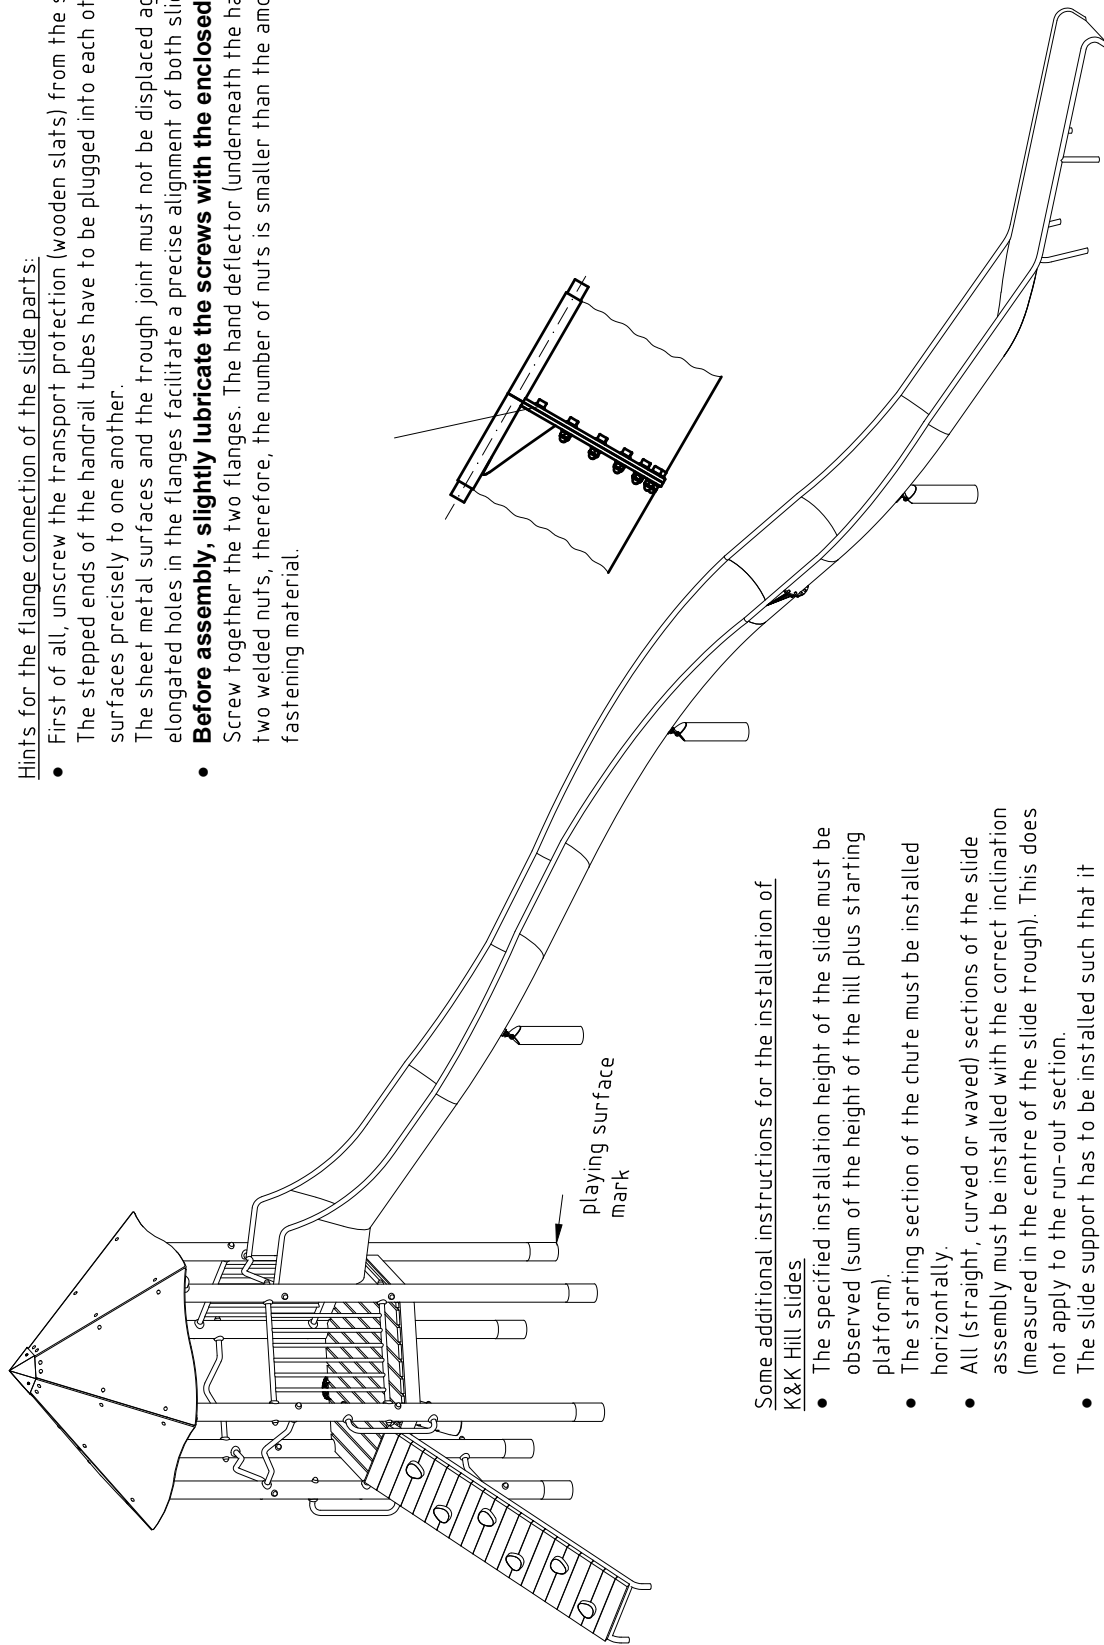 Hints for the flange connection of the slide parts:
● First of all, unscrew the transport protection (wooden slats) from the
The stepped ends of the handrail tubes have to be plugged into each
surfaces precisely to one another.
The sheet metal surfaces and the trough joint must not be displaced
elongated holes in the flanges facilitate a precise alignment of both
● Before assembly, slightly lubricate the screws with the enclosed
Screw together the two flanges. The hand deflector (underneath the
two welded nuts, therefore, the number of nuts is smaller than the
fastening material.
playing surface
mark
Some additional instructions for the installation of
K&K Hill slides
● The specified installation height of the slide must be
observed (sum of the height of the hill plus starting
platform).
● The starting section of the chute must be installed
horizontally.
● All (straight, curved or waved) sections of the slide
assembly must be installed with the correct inclination
(measured in the centre of the slide trough). This does
not apply to the run-out section.
● The slide support has to be installed such that it